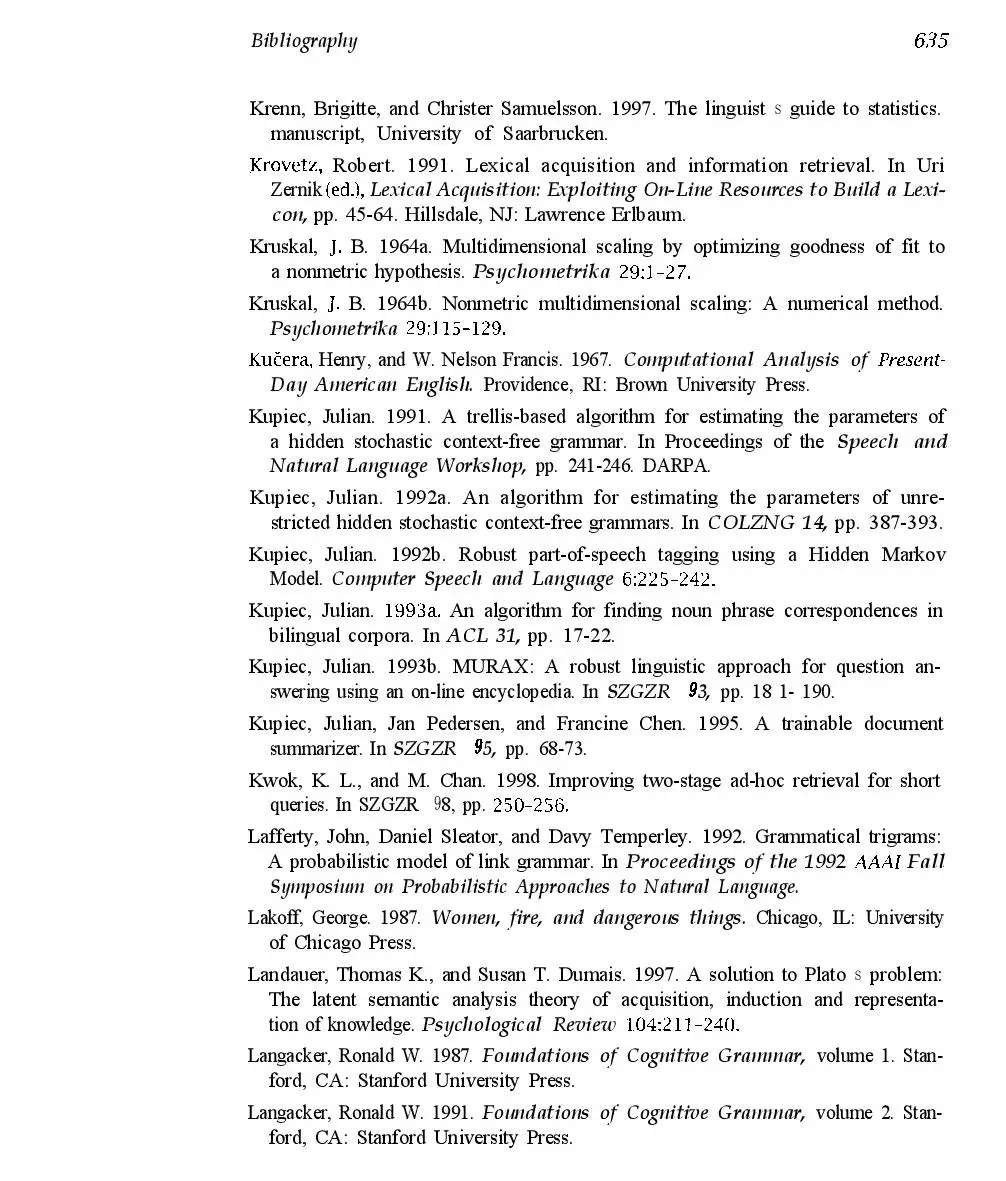 Bibliography 635
Krenn, Brigitte, and Christer Samuelsson. 1997. The linguist s guide to statistics.
manuscript, University of Saarbrucken.
Krovetz, Robert. 1991. Lexical acquisition and information retrieval. In Uri
Zernik (ed.), Lexical Acquisition: Exploiting On-Line Resources to Build a Lexi-
con, pp. 45-64. Hillsdale, NJ: Lawrence Erlbaum.
Kruskal, J. B. 1964a. Multidimensional scaling by optimizing goodness of fit to
a nonmetric hypothesis. Psychometrika 29:1-27.
Kruskal, J. B. 1964b. Nonmetric multidimensional scaling: A numerical method.
Psychometrika 29:115-129.
Kučera, Henry, and W. Nelson Francis. 1967. Computational Analysis of Present-
Day American English. Providence, RI: Brown University Press.
Kupiec, Julian. 1991. A trellis-based algorithm for estimating the parameters of
a hidden stochastic context-free grammar. In Proceedings of the Speech and
Natural Language Workshop, pp. 241-246. DARPA.
Kupiec, Julian. 1992a. An algorithm for estimating the parameters of unre-
stricted hidden stochastic context-free grammars. In COLZNG 14, pp. 387-393.
Kupiec, Julian. 1992b. Robust part-of-speech tagging using a Hidden Markov
Model. Computer Speech and Language 6:225-242.
Kupiec, Julian. 1993a. An algorithm for finding noun phrase correspondences in
bilingual corpora. In ACL 31, pp. 17-22.
Kupiec, Julian. 1993b. MURAX: A robust linguistic approach for question an-
swering using an on-line encyclopedia. In SZGZR 93, pp. 18 1- 190.
Kupiec, Julian, Jan Pedersen, and Francine Chen. 1995. A trainable document
summarizer. In SZGZR 95, pp. 68-73.
Kwok, K. L., and M. Chan. 1998. Improving two-stage ad-hoc retrieval for short
queries. In SZGZR 98, pp. 250-256.
Lafferty, John, Daniel Sleator, and Davy Temperley. 1992. Grammatical trigrams:
A probabilistic model of link grammar. In Proceedings of the 1992 AAAI Fall
Symposium on Probabilistic Approaches to Natural Language.
Lakoff, George. 1987. Women, fire, and dangerous things. Chicago, IL: University
of Chicago Press.
Landauer, Thomas K., and Susan T. Dumais. 1997. A solution to Plato s problem:
The latent semantic analysis theory of acquisition, induction and representa-
tion of knowledge. Psychological Review 104:211-240.
Langacker, Ronald W. 1987. Foundations of Cognitive Grammar, volume 1. Stan-
ford, CA: Stanford University Press.
Langacker, Ronald W. 1991. Foundations of Cognitive Grammar, volume 2. Stan-
ford, CA: Stanford University Press.